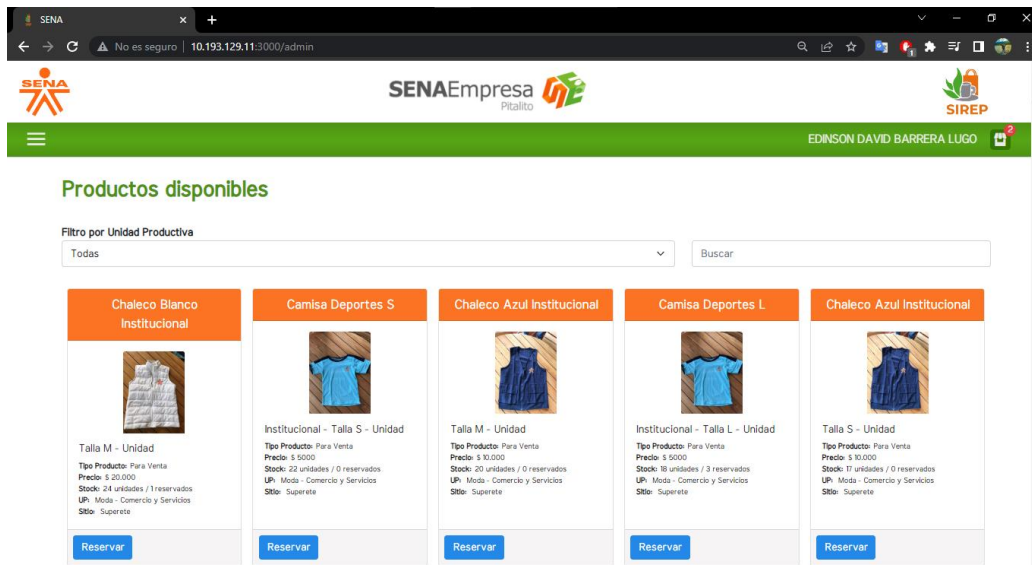 SENA
No es seguro | 10.193.129.11:3000/admin
1
SENA
SENAEmpresa
Pitalito
SIREP
EDINSON DAVID BARRERA LUGO
2
Productos disponibles
Filtro por Unidad Productiva
Todas
Buscar
Chaleco Blanco
Institucional
Talla M - Unidad
Tipo Producto: Para Venta
Precio: $ 20.000
Stock: 24 unidades / 1 reservados
UP: Moda - Comercio y Servicios
Sitio: Superete
Reservar
Camisa Deportes S
Institucional - Talla S - Unidad
Tipo Producto: Para Venta
Precio: $ 5000
Stock: 22 unidades / 0 reservados
UP: Moda - Comercio y Servicios
Sitio: Superete
Reservar
Chaleco Azul Institucional
Talla M - Unidad
Tipo Producto: Para Venta
Precio: $ 10.000
Stock: 20 unidades / 0 reservados
UP: Moda - Comercio y Servicios
Sitio: Superete
Reservar
Camisa Deportes L
Institucional - Talla L - Unidad
Tipo Producto: Para Venta
Precio: $ 5000
Stock: 18 unidades / 3 reservados
UP: Moda - Comercio y Servicios
Sitio: Superete
Reservar
Chaleco Azul Institucional
Talla S - Unidad
Tipo Producto: Para Venta
Precio: $ 10.000
Stock: 17 unidades / 0 reservados
UP: Moda - Comercio y Servicios
Sitio: Superete
Reservar